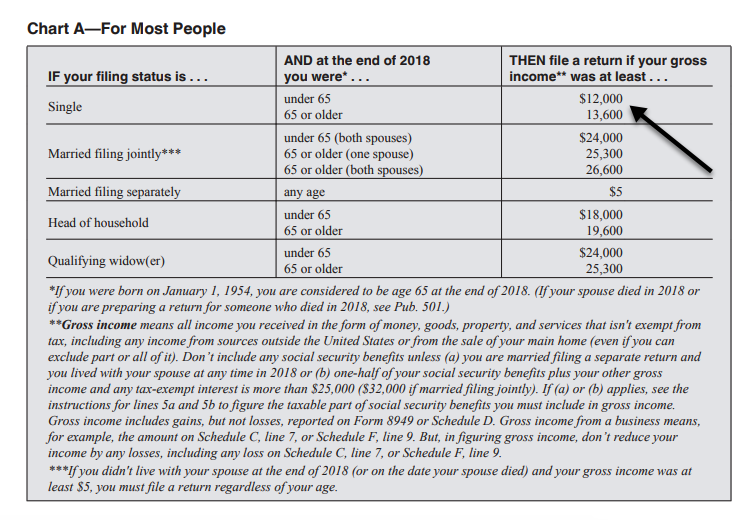 Chart A—For Most People
IF your filing status is . . .
AND at the end of 2018
you were* . . .
THEN file a return if your gross
income** was at least . . .
Single
under 65
$12,000
65 or older
13,600
Married filing jointly***
under 65 (both spouses)
$24,000
65 or older (one spouse)
25,300
65 or older (both spouses)
26,600
Married filing separately
any age
$5
Head of household
under 65
$18,000
65 or older
19,600
Qualifying widow(er)
under 65
$24,000
65 or older
25,300
*If you were born on January 1, 1954, you are considered to be age 65 at the end of 2018. (If your spouse died in 2018 or
if you are preparing a return for someone who died in 2018, see Pub. 501.)
**Gross income means all income you received in the form of money, goods, property, and services that isn't exempt from
tax, including any income from sources outside the United States or from the sale of your main home (even if you can
exclude part or all of it). Don’t include any social security benefits unless (a) you are married filing a separate return and
you lived with your spouse at any time in 2018 or (b) one-half of your social security benefits plus your other gross
income and any tax-exempt interest is more than $25,000 ($32,000 if married filing jointly). If (a) or (b) applies, see the
instructions for lines 5a and 5b to figure the taxable part of social security benefits you must include in gross income.
Gross income includes gains, but not losses, reported on Form 8949 or Schedule D. Gross income from a business means,
for example, the amount on Schedule C, line 7, or Schedule F, line 9. But, in figuring gross income, don’t reduce your
income by any losses, including any loss on Schedule C, line 7, or Schedule F, line 9.
***If you didn't live with your spouse at the end of 2018 (or on the date your spouse died) and your gross income was at
least $5, you must file a return regardless of your age.